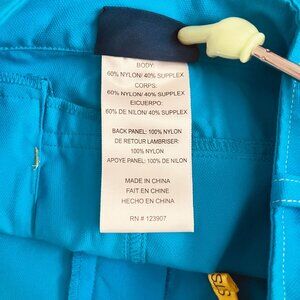 BODY:
60% NYLON/ 40% SUPPLEX
CORPS:
60% NYLON/ 40% SUPPLEX
EICUERPO:
60% DE NILON/ 40% SUPPLEX
BACK PANEL: 100% NYLON
DE RETOUR LAMBRISER:
100% NYLON
APOYE PANEL: 100% DE NILON
MADE IN CHINA
FAIT EN CHINE
HECHO EN CHINA
RN # 123907